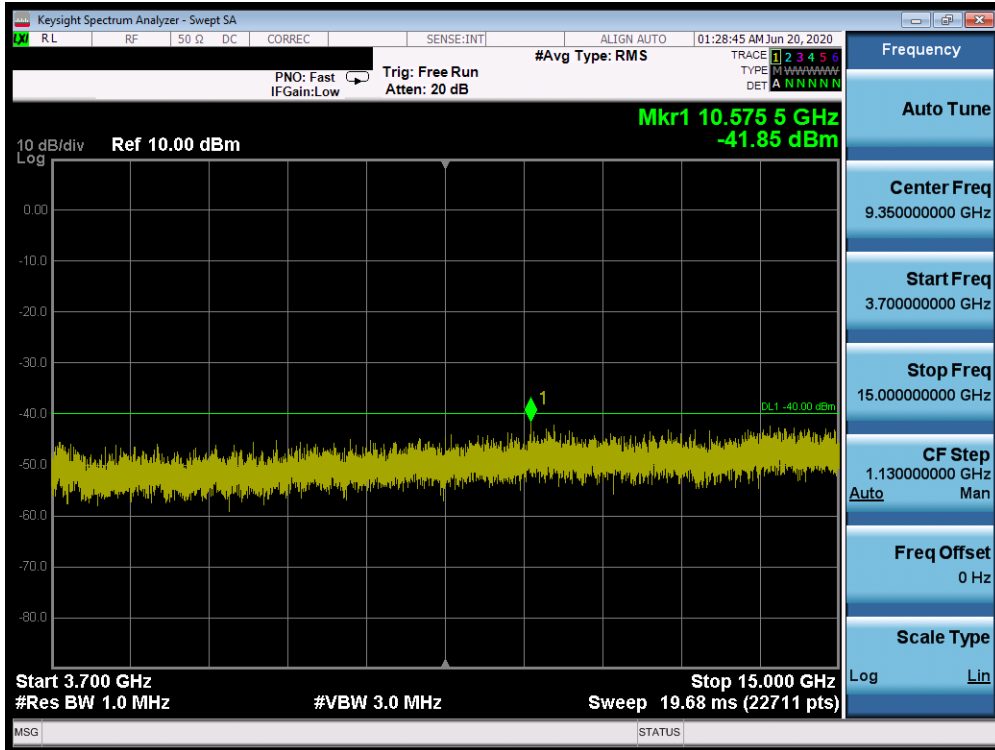 Keysight Spectrum Analyzer - Swept SA
LXI RL RF 50 Ω DC CORREC SENSE:INT ALIGN AUTO 01:28:45 AM Jun 20, 2020
#Avg Type: RMS
TRACE 1 2 3 4 5 6
PNO: Fast Trig: Free Run
TYPE M WWWWW
IFGain:Low Atten: 20 dB
DET A N N N N N
Mkr1 10.575 5 GHz
-41.85 dBm
10 dB/div Ref 10.00 dBm
Log
0.00
-10.0
-20.0
-30.0
1
DL1 -40.00 dBm
-40.0
-50.0
-60.0
-70.0
-80.0
Start 3.700 GHz Stop 15.000 GHz
#Res BW 1.0 MHz #VBW 3.0 MHz Sweep 19.68 ms (22711 pts)
MSG STATUS
Frequency
Auto Tune
Center Freq
9.350000000 GHz
Start Freq
3.700000000 GHz
Stop Freq
15.000000000 GHz
CF Step
1.130000000 GHz
Auto Man
Freq Offset
0 Hz
Scale Type
Log Lin